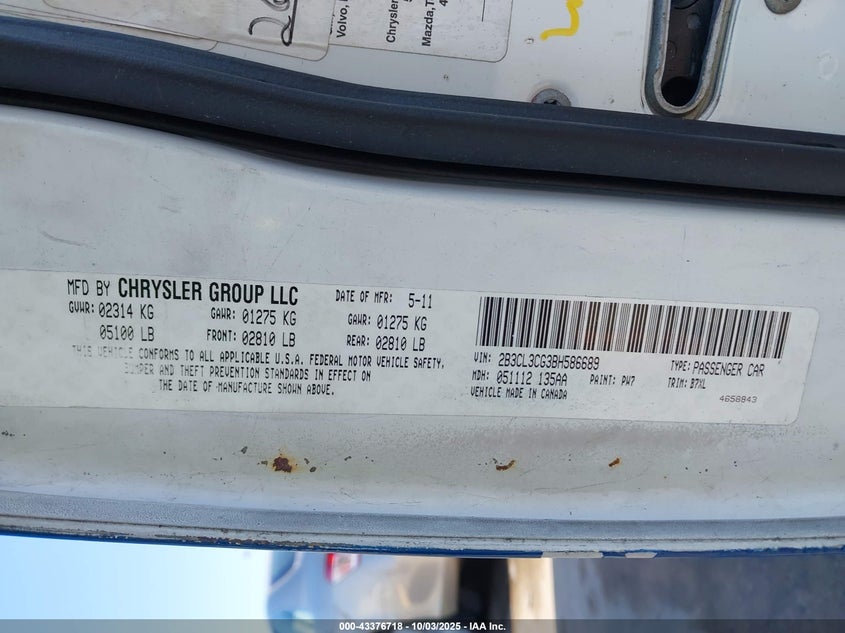 Volvo,
Chrysler
Mazda,
MFD BY CHRYSLER GROUP LLC
DATE OF MFR: 5-11
GVWR: 02314 KG
GAWR: 01275 KG
GAWR: 01275 KG
05100 LB
FRONT: 02810 LB
REAR: 02810 LB
THIS VEHICLE CONFORMS TO ALL APPLICABLE U.S.A. FEDERAL MOTOR VEHICLE SAFETY,
BUMPER AND THEFT PREVENTION STANDARDS IN EFFECT ON
THE DATE OF MANUFACTURE SHOWN ABOVE.
VIN: 2B3CL3CG3BH586689
TYPE: PASSENGER CAR
MDH: 051112 135AA
PAINT: PW7
TRIM: B7XL
VEHICLE MADE IN CANADA
4658843
000-43376718 - 10/03/2025 - IAA Inc.